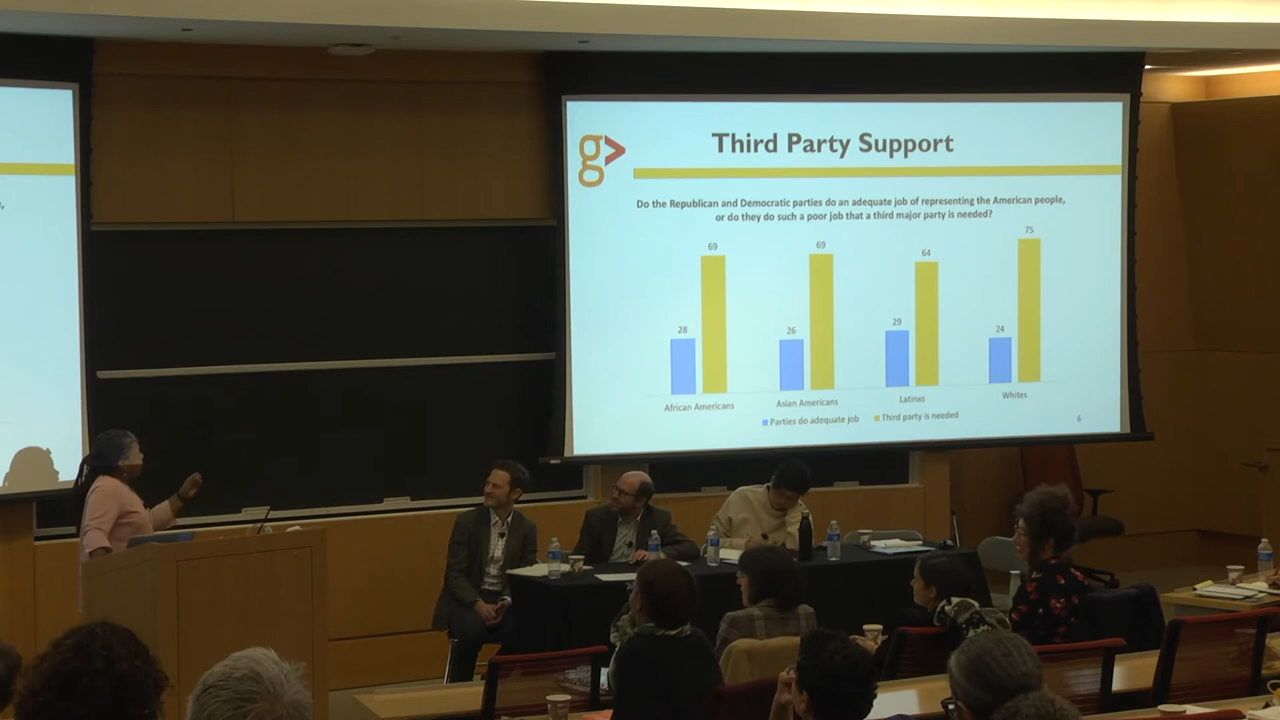 g>
Third Party Support
Do the Republican and Democratic parties do an adequate job of representing the American people,
or do they do such a poor job that a third major party is needed?
28 69 26 69 29 64 24 75
African Americans Asian Americans Latinxs Whites
Parties do adequate job Third party is needed
6